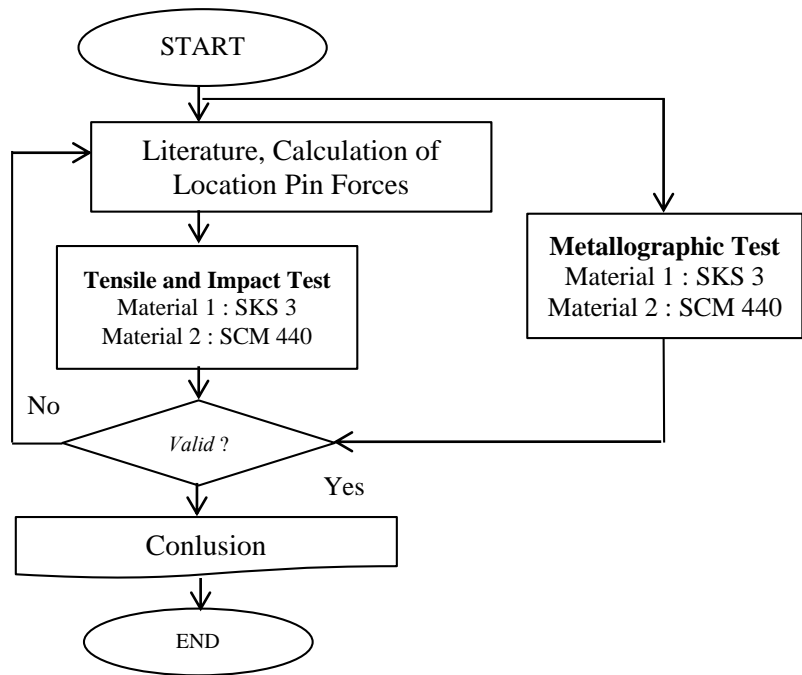 START
Literature, Calculation of
Location Pin Forces
Tensile and Impact Test
Material 1 : SKS 3
Material 2 : SCM 440
Metallographic Test
Material 1 : SKS 3
Material 2 : SCM 440
No
Valid ?
Yes
Conlusion
END